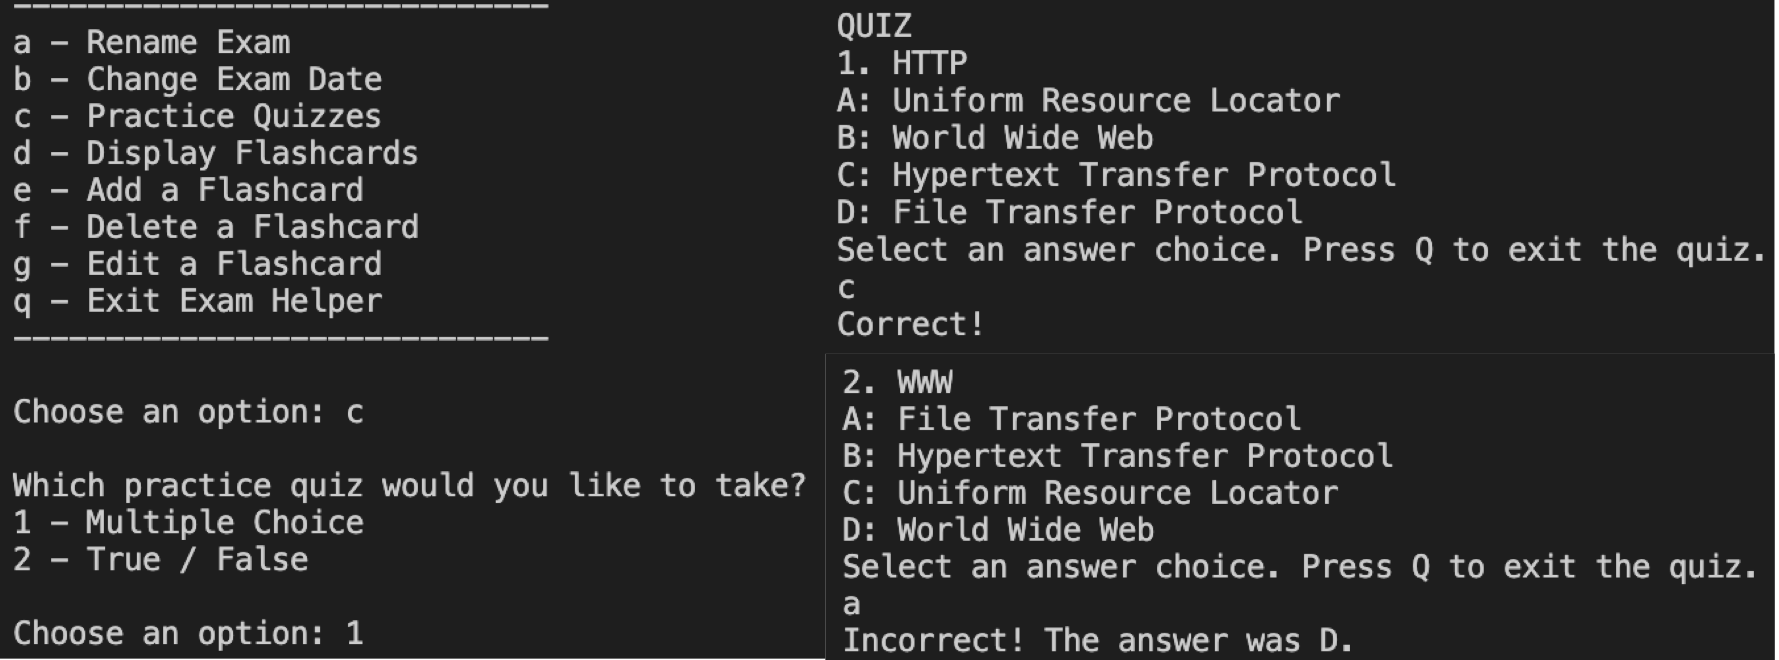 -----------------------------
a - Rename Exam
b - Change Exam Date
c - Practice Quizzes
d - Display Flashcards
e - Add a Flashcard
f - Delete a Flashcard
g - Edit a Flashcard
q - Exit Exam Helper
-----------------------------
Choose an option: c
Which practice quiz would you like to take?
1 - Multiple Choice
2 - True / False
Choose an option: 1
QUIZ
1. HTTP
A: Uniform Resource Locator
B: World Wide Web
C: Hypertext Transfer Protocol
D: File Transfer Protocol
Select an answer choice. Press Q to exit the quiz.
c
Correct!
2. WWW
A: File Transfer Protocol
B: Hypertext Transfer Protocol
C: Uniform Resource Locator
D: World Wide Web
Select an answer choice. Press Q to exit the quiz.
a
Incorrect! The answer was D.